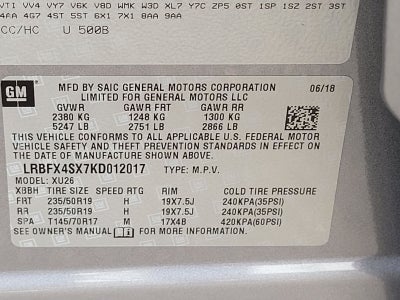 VTI VV4 VY7 V6K V8D WMK W3D XL7 Y7C ZP5 0ST 1SP 1SZ 2ST 3ST
4AA 4G7 4ST 5ST 6X1 7X1 8AA 9AA
CC/HC U 500B
GM
MFD BY SAIC GENERAL MOTORS CORPORATION 06/18
LIMITED FOR GENERAL MOTORS LLC
GVWR GAWR FRT GAWR RR
2380 KG 1248 KG 1300 KG
5247 LB 2751 LB 2866 LB
THIS VEHICLE CONFORMS TO ALL APPLICABLE U.S. FEDERAL MOTOR
VEHICLE SAFETY, BUMPER, AND THEFT PREVENTION STANDARDS IN EFFECT ON
THE DATE OF MANUFACTURE SHOWN ABOVE.
LRBFX4SX7KD012017 TYPE: M.P.V.
MODEL: XU26
XBBH TIRE SIZE SPEED RTG RIM COLD TIRE PRESSURE
FRT 235/50R19 H 19X7.5J 240KPA(35PSI)
RR 235/50R19 H 19X7.5J 240KPA(35PSI)
SPA T145/70R17 M 17X4B 420KPA(60PSI)
SEE OWNER'S MANUAL FOR MORE INFORMATION.